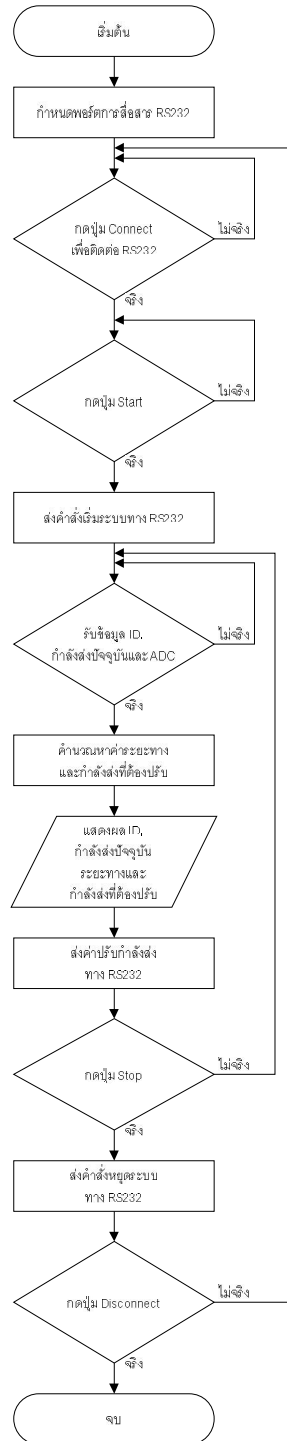 เริ่มต้น
กำหนดพอร์ตการสื่อสาร RS232
กดปุ่ม Connect
เพื่อติดต่อ RS232
ไม่จริง
จริง
กดปุ่ม Start
ไม่จริง
จริง
ส่งคำสั่งเริ่มระบบทาง RS232
รับข้อมูล ID,
กำลังส่งปัจจุบันและ ADC
ไม่จริง
จริง
คำนวณหาค่าระยะทาง
และกำลังส่งที่ต้องปรับ
แสดงผล ID,
กำลังส่งปัจจุบัน
ระยะทางและ
กำลังส่งที่ต้องปรับ
ส่งค่าปรับกำลังส่ง
ทาง RS232
กดปุ่ม Stop
ไม่จริง
จริง
ส่งคำสั่งหยุดระบบ
ทาง RS232
กดปุ่ม Disconnect
ไม่จริง
จริง
จบ